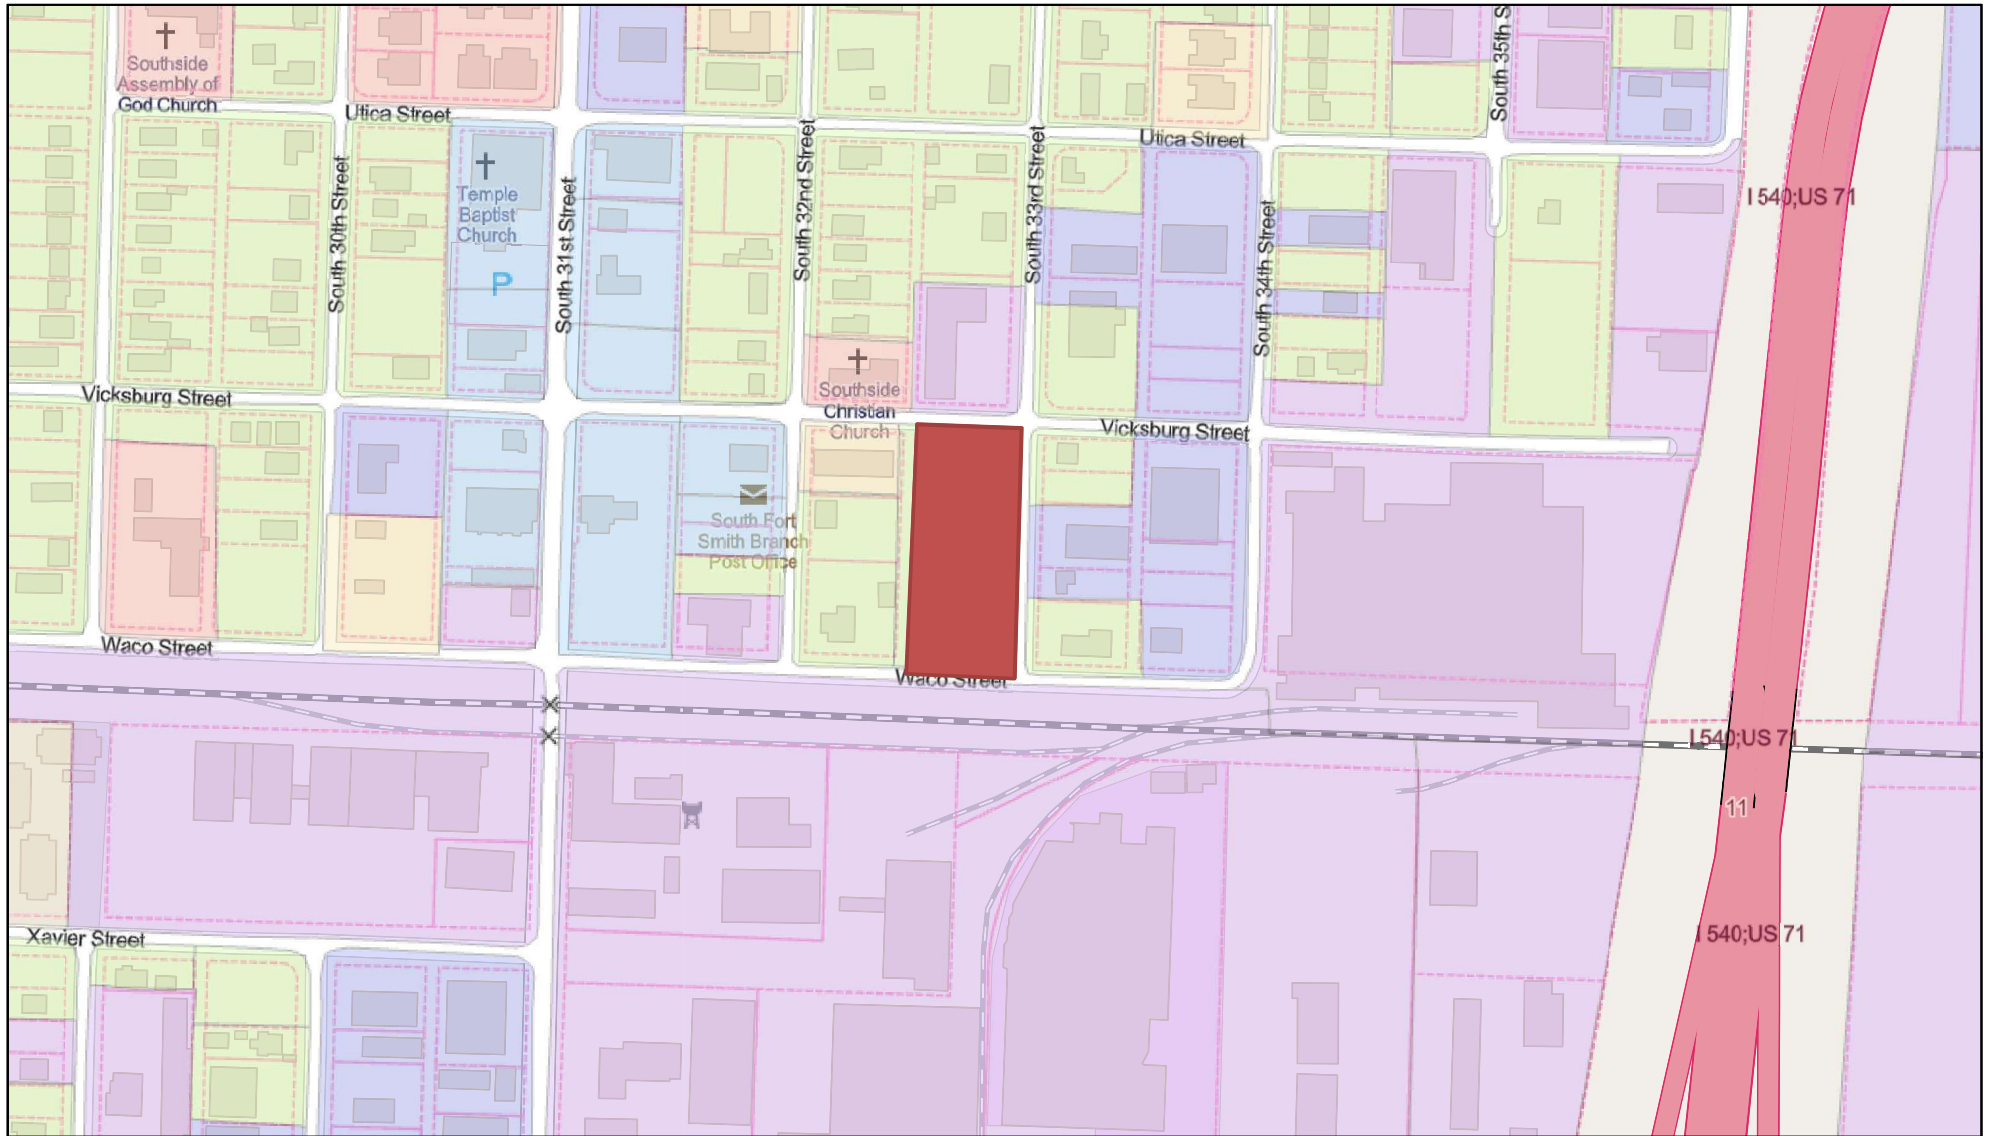 South 35th S
Southside
Assembly of
God Church
Utica Street
Utica Street
Temple
Baptist
Church
P
South 30th Street
South 31st Street
South 32nd Street
South 33rd Street
South 34th Street
I 540;US 71
Vicksburg Street
Southside
Christian
Church
Vicksburg Street
South Fort
Smith Branch
Post Office
Waco Street
Waco Street
I 540;US 71
11
Xavier Street
I 540;US 71